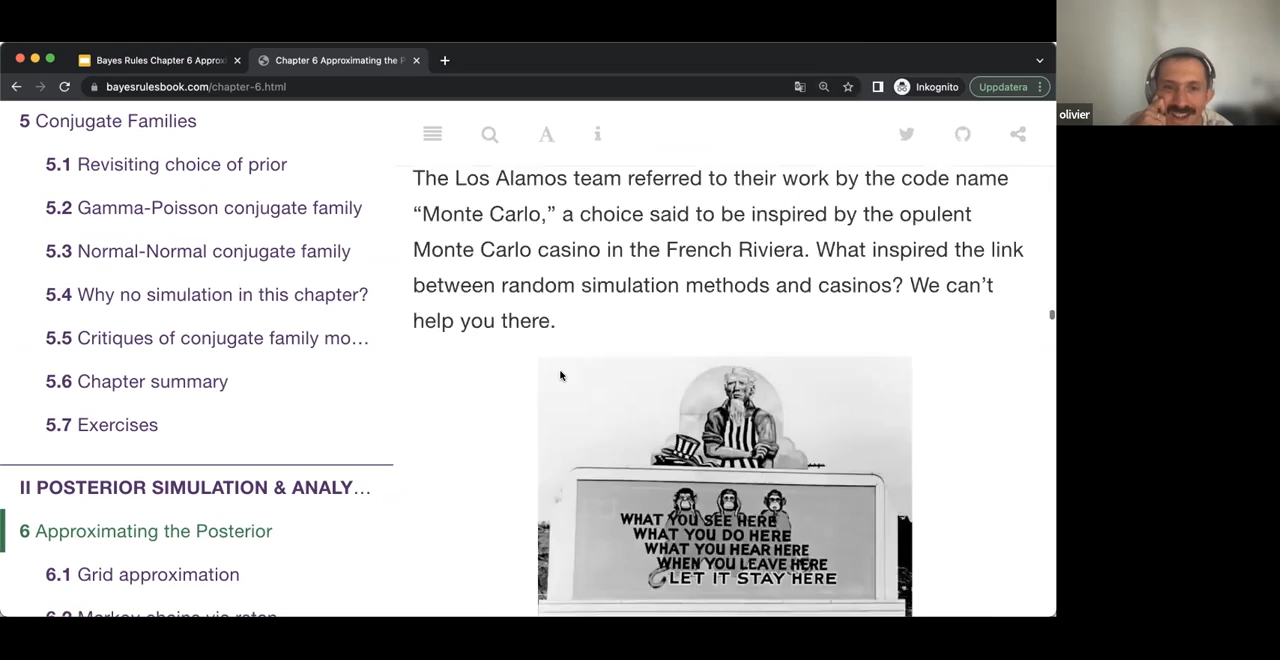 Bayes Rules Chapter 6 Approxi
Chapter 6 Approximating the P
bayesrulesbook.com/chapter-6.html
Inkognito
Uppdatera
olivier
5 Conjugate Families
5.1 Revisiting choice of prior
5.2 Gamma-Poisson conjugate family
5.3 Normal-Normal conjugate family
5.4 Why no simulation in this chapter?
5.5 Critiques of conjugate family mo…
5.6 Chapter summary
5.7 Exercises
II POSTERIOR SIMULATION & ANALY…
6 Approximating the Posterior
6.1 Grid approximation
6.2 Markov chains via rstan
The Los Alamos team referred to their work by the code name
“Monte Carlo,” a choice said to be inspired by the opulent
Monte Carlo casino in the French Riviera. What inspired the link
between random simulation methods and casinos? We can’t
help you there.
WHAT YOU SEE HERE
WHAT YOU DO HERE
WHAT YOU HEAR HERE
WHEN YOU LEAVE HERE
LET IT STAY HERE